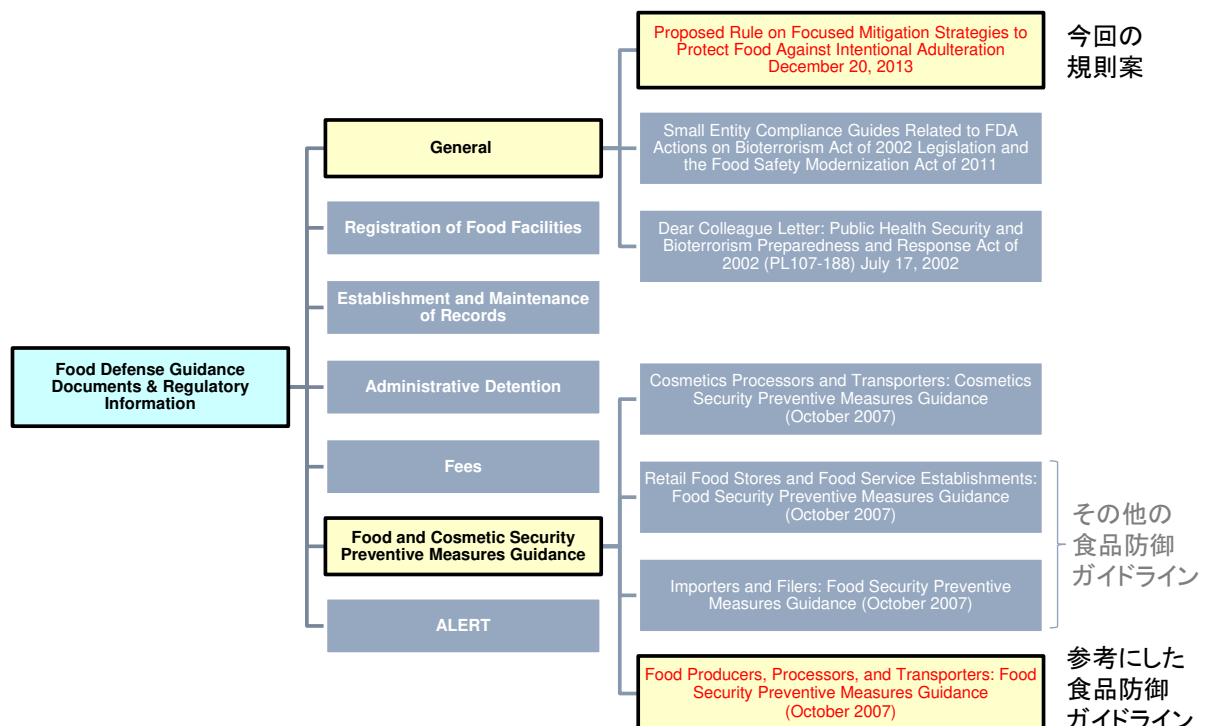 Proposed Rule on Focused Mitigation Strategies to
Protect Food Against Intentional Adulteration
December 20, 2013
今回の
規則案
General
Small Entity Compliance Guides Related to FDA
Actions on Bioterrorism Act of 2002 Legislation and
the Food Safety Modernization Act of 2011
Registration of Food Facilities
Dear Colleague Letter: Public Health Security and
Bioterrorism Preparedness and Response Act of
2002 (PL107-188) July 17, 2002
Establishment and Maintenance
of Records
Food Defense Guidance
Documents & Regulatory
Information
Administrative Detention
Cosmetics Processors and Transporters: Cosmetics
Security Preventive Measures Guidance
(October 2007)
Fees
Retail Food Stores and Food Service Establishments:
Food Security Preventive Measures Guidance
(October 2007)
その他の
食品防御
ガイドライン
Food and Cosmetic Security
Preventive Measures Guidance
Importers and Filers: Food Security Preventive
Measures Guidance (October 2007)
ALERT
Food Producers, Processors, and Transporters: Food
Security Preventive Measures Guidance
(October 2007)
参考にした
食品防御
ガイドライン